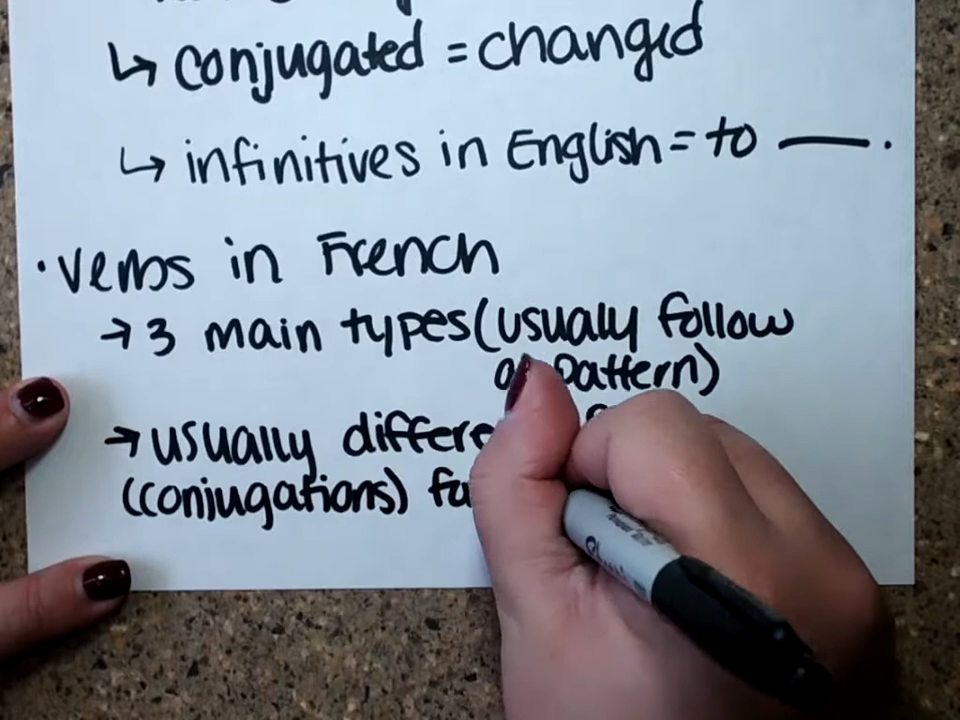 ↳ conjugated = changed
↳ infinitives in English = to ___.
• verbs in French
→ 3 main types (usually follow
pattern)
→ usually
(conjugations)